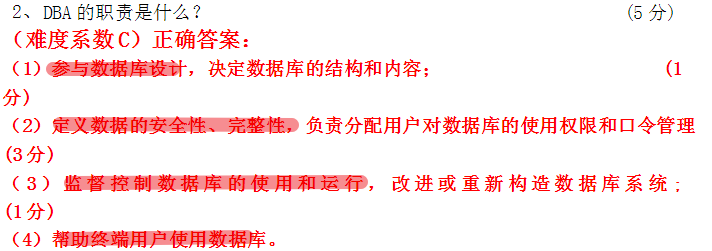 2、DBA的职责是什么？ (5分)
（难度系数C）正确答案：
（1）参与数据库设计，决定数据库的结构和内容； (1
分)
（2）定义数据的安全性、完整性，负责分配用户对数据库的使用权限和口令管理
(3分)
（3）监督控制数据库的使用和运行，改进或重新构造数据库系统；
(1分)
（4）帮助终端用户使用数据库。